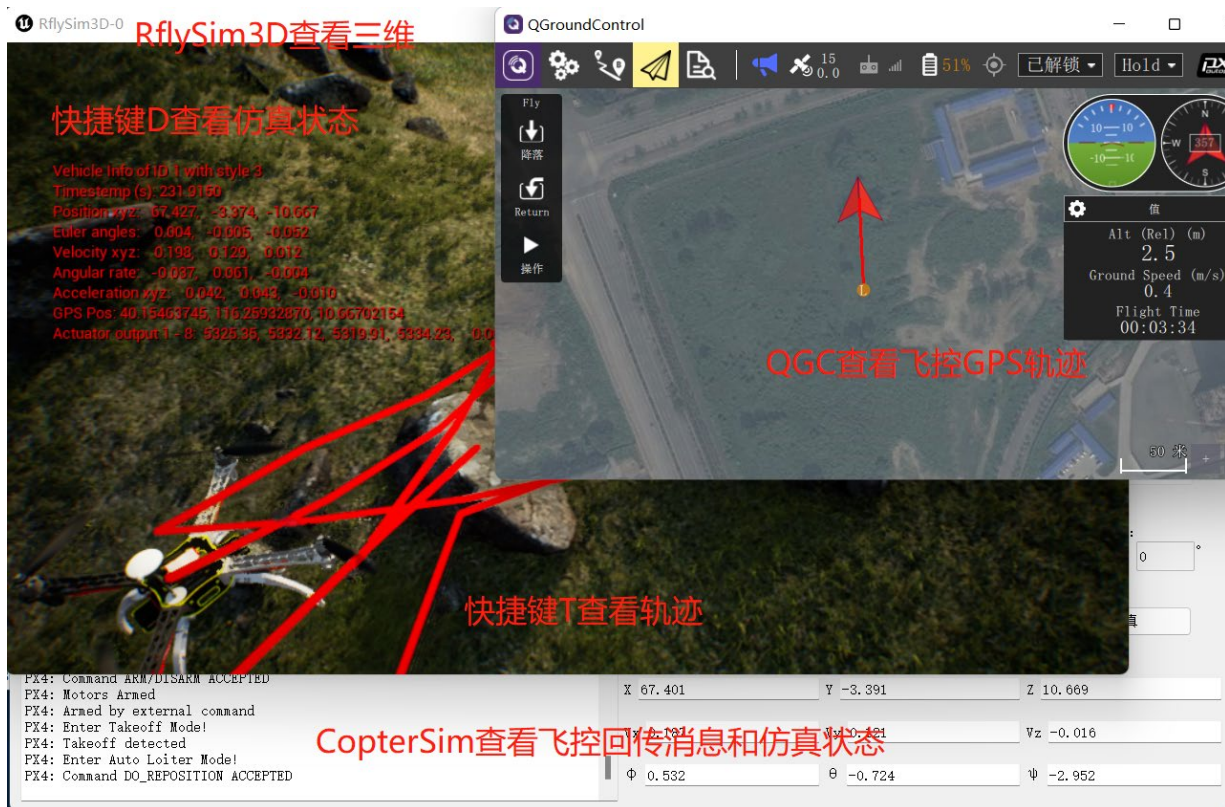 RflySim3D-0
RflySim3D查看三维
快捷键D查看仿真状态
Vehicle Info of ID 1 with style 3
Timestemp (s): 231.9150
Position xyz: 67.427, -3.374, -10.667
Euler angles: 0.004, -0.005, -0.052
Velocity xyz: 0.198, 0.129, 0.012
Angular rate: -0.037, 0.061, -0.004
Acceleration xyz: 0.042, 0.043, -0.010
GPS Pos: 40.15463745, 116.25932870, 10.66702154
Actuator output 1 - 8: 5325.36, 5332.12, 5319.91, 5334.23,
快捷键T查看轨迹
QGroundControl
15
0.0
51%
已解锁
Hold
Fly
降落
Return
操作
10 10
-10
N
W 357
S
值
Alt (Rel) (m)
2.5
Ground Speed (m/s)
0.4
Flight Time
00:03:34
L
QGC查看飞控GPS轨迹
50 米
0 °
PX4: Command ARM/DISARM ACCEPTED
PX4: Motors Armed
PX4: Armed by external command
PX4: Enter Takeoff Mode!
PX4: Takeoff detected
PX4: Enter Auto Loiter Mode!
PX4: Command DO_REPOSITION ACCEPTED
X 67.401 Y -3.391 Z 10.669
CopterSim查看飞控回传消息和仿真状态
Vz -0.016
Φ 0.532 θ -0.724 Ψ -2.952